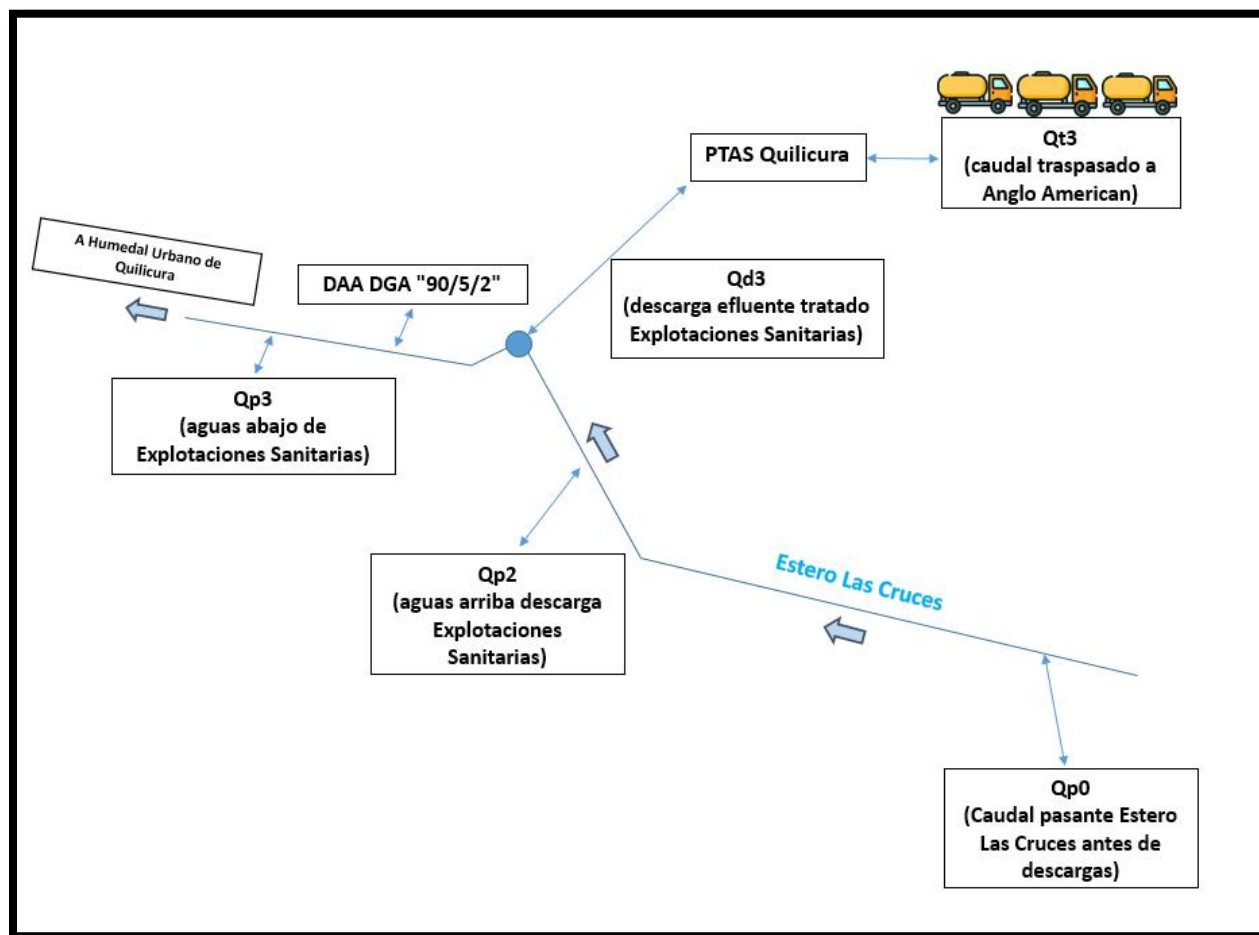 Qt3
(caudal traspasado a
Anglo American)
PTAS Quilicura
A Humedal Urbano de
Quilicura
DAA DGA "90/5/2"
Qd3
(descarga efluente tratado
Explotaciones Sanitarias)
Qp3
(aguas abajo de
Explotaciones Sanitarias)
Qp2
(aguas arriba descarga
Explotaciones
Sanitarias)
Estero Las Cruces
Qp0
(Caudal pasante Estero
Las Cruces antes de
descargas)